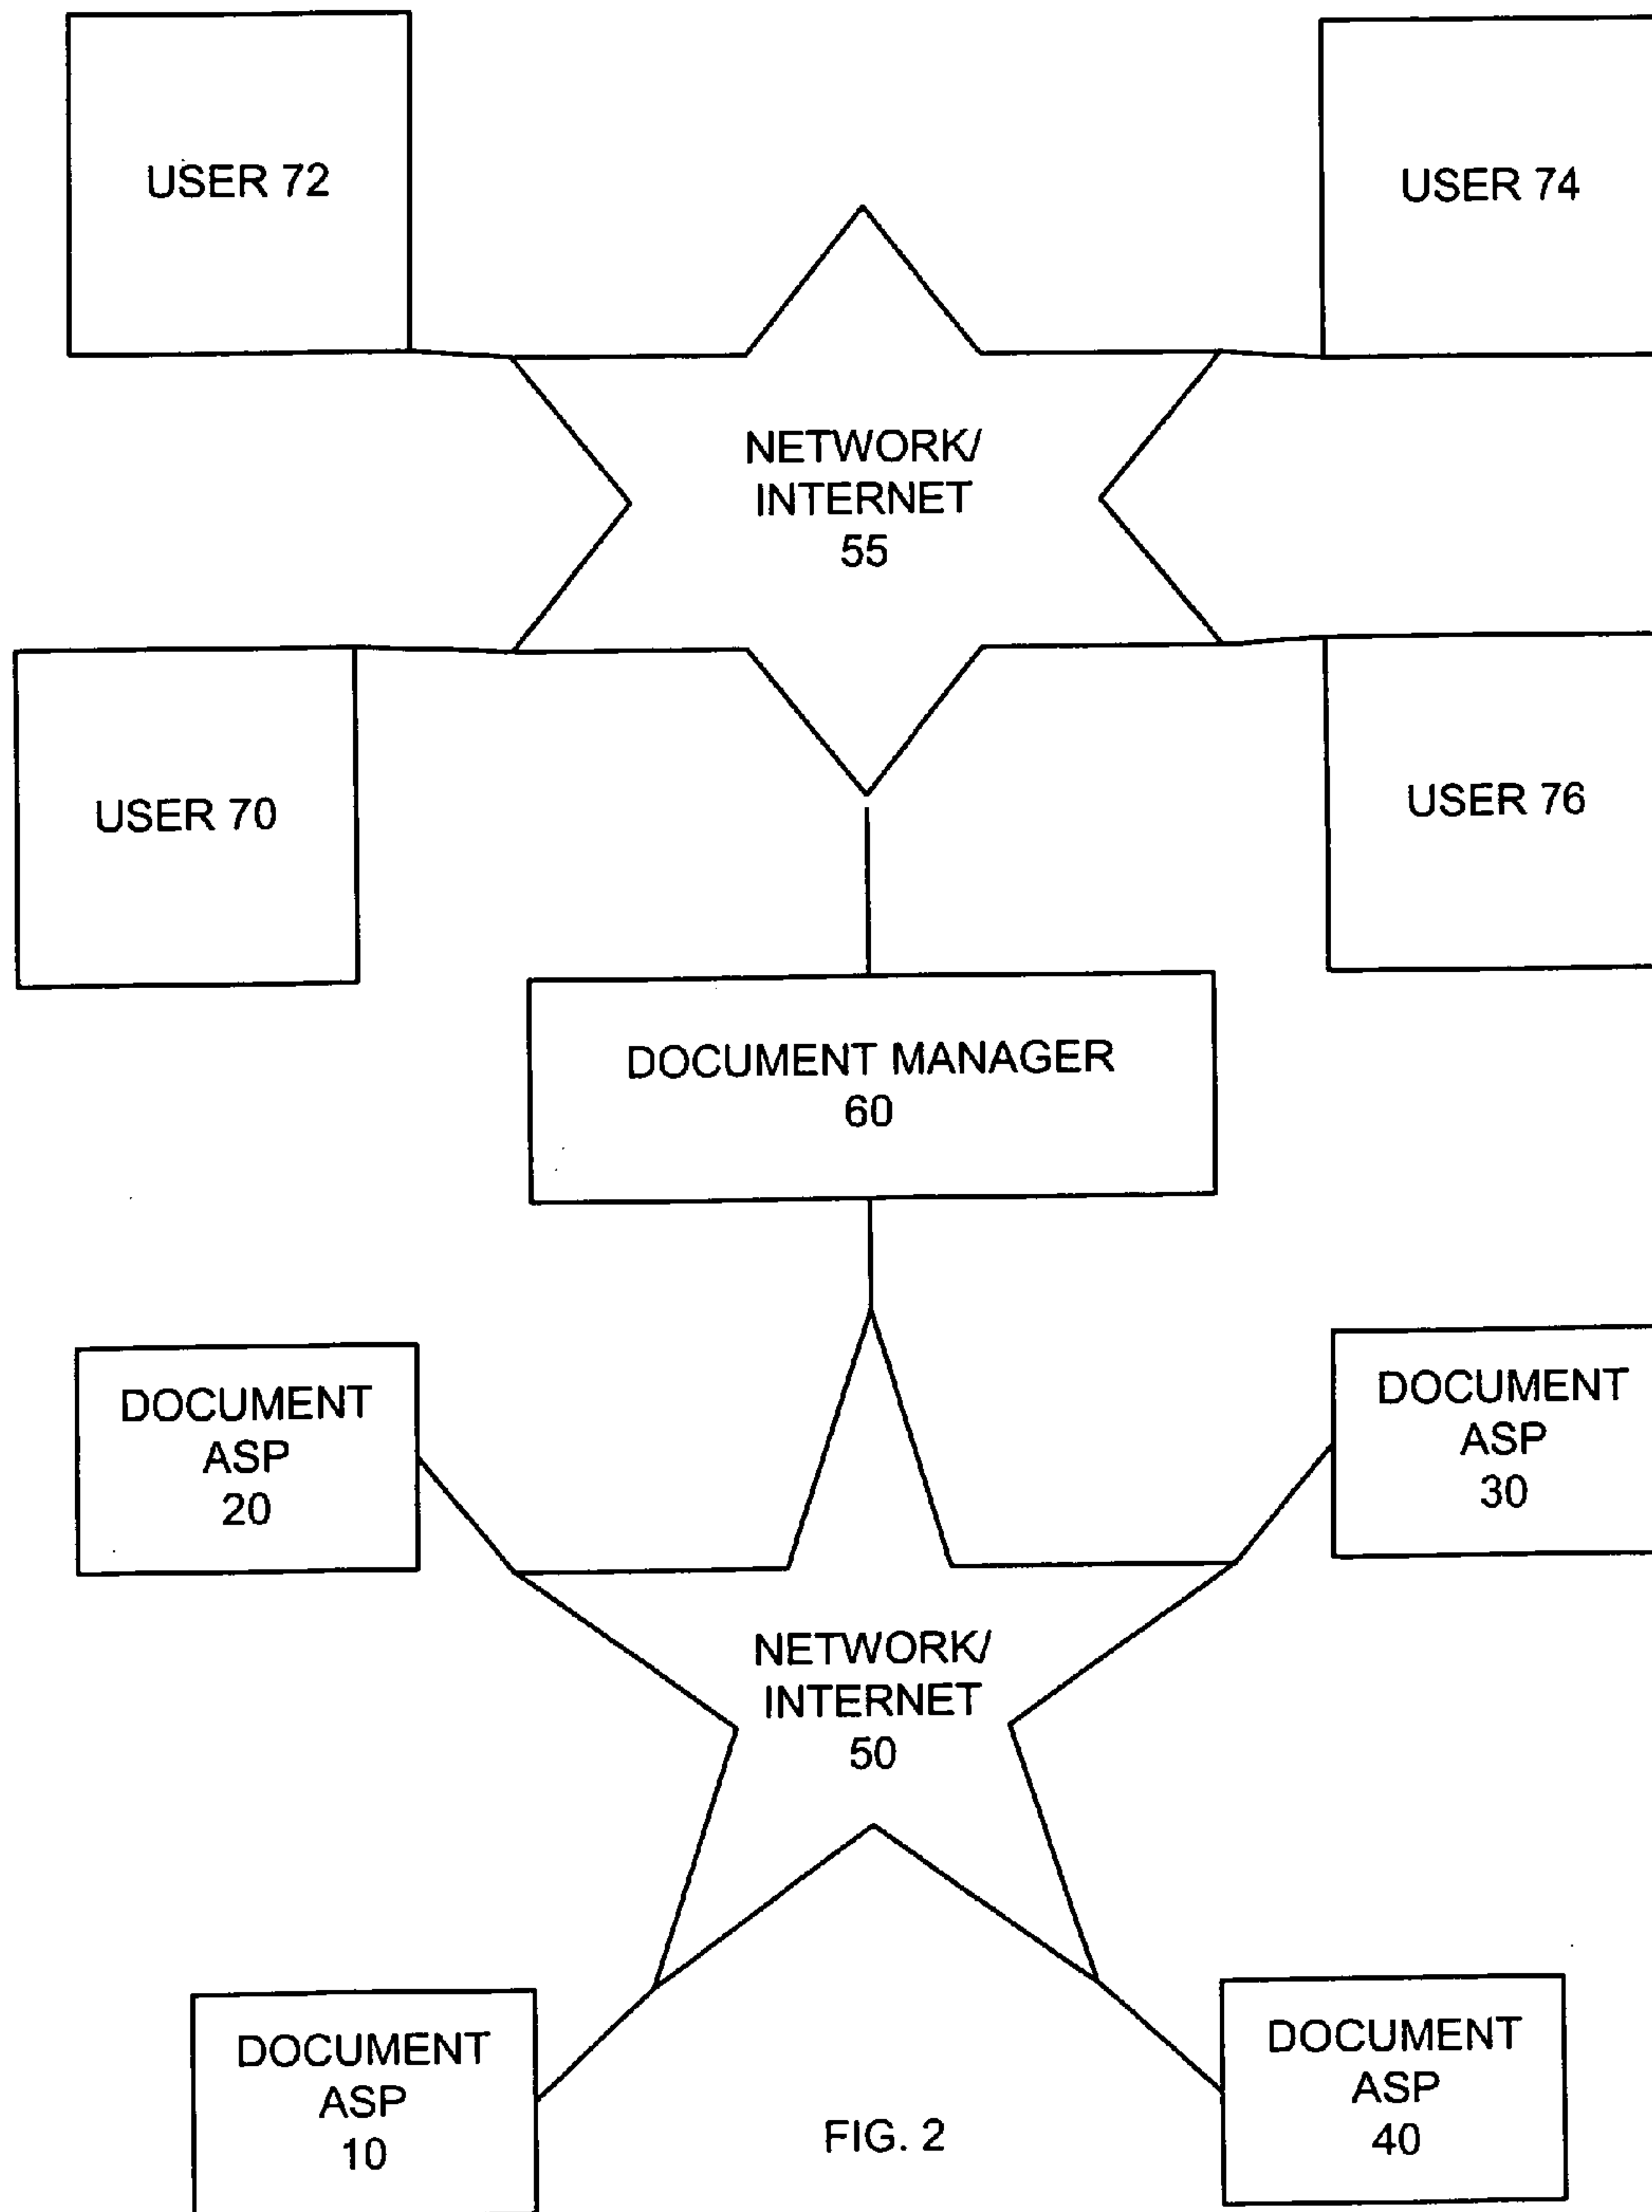 USER 72
USER 74
NETWORK/
INTERNET
55
USER 70
USER 76
DOCUMENT MANAGER
60
DOCUMENT
ASP
20
DOCUMENT
ASP
30
NETWORK/
INTERNET
50
DOCUMENT
ASP
10
DOCUMENT
ASP
40
FIG. 2